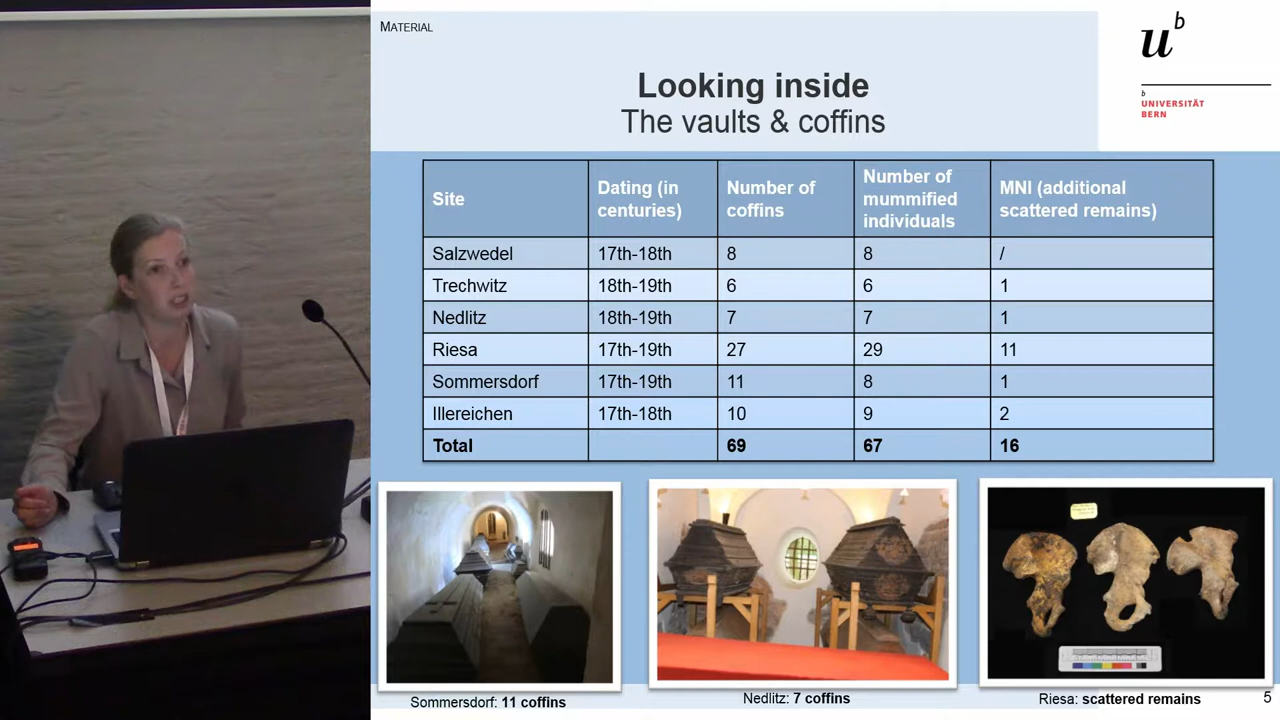 MATERIAL
Looking inside
The vaults & coffins
u^b
b
UNIVERSITÄT
BERN
Site | Dating (in centuries) | Number of coffins | Number of mummified individuals | MNI (additional scattered remains)
Salzwedel | 17th-18th | 8 | 8 | /
Trechwitz | 18th-19th | 6 | 6 | 1
Nedlitz | 18th-19th | 7 | 7 | 1
Riesa | 17th-19th | 27 | 29 | 11
Sommersdorf | 17th-19th | 11 | 8 | 1
Illereichen | 17th-18th | 10 | 9 | 2
Total | | 69 | 67 | 16
Sommersdorf: 11 coffins
Nedlitz: 7 coffins
Riesa: scattered remains
5